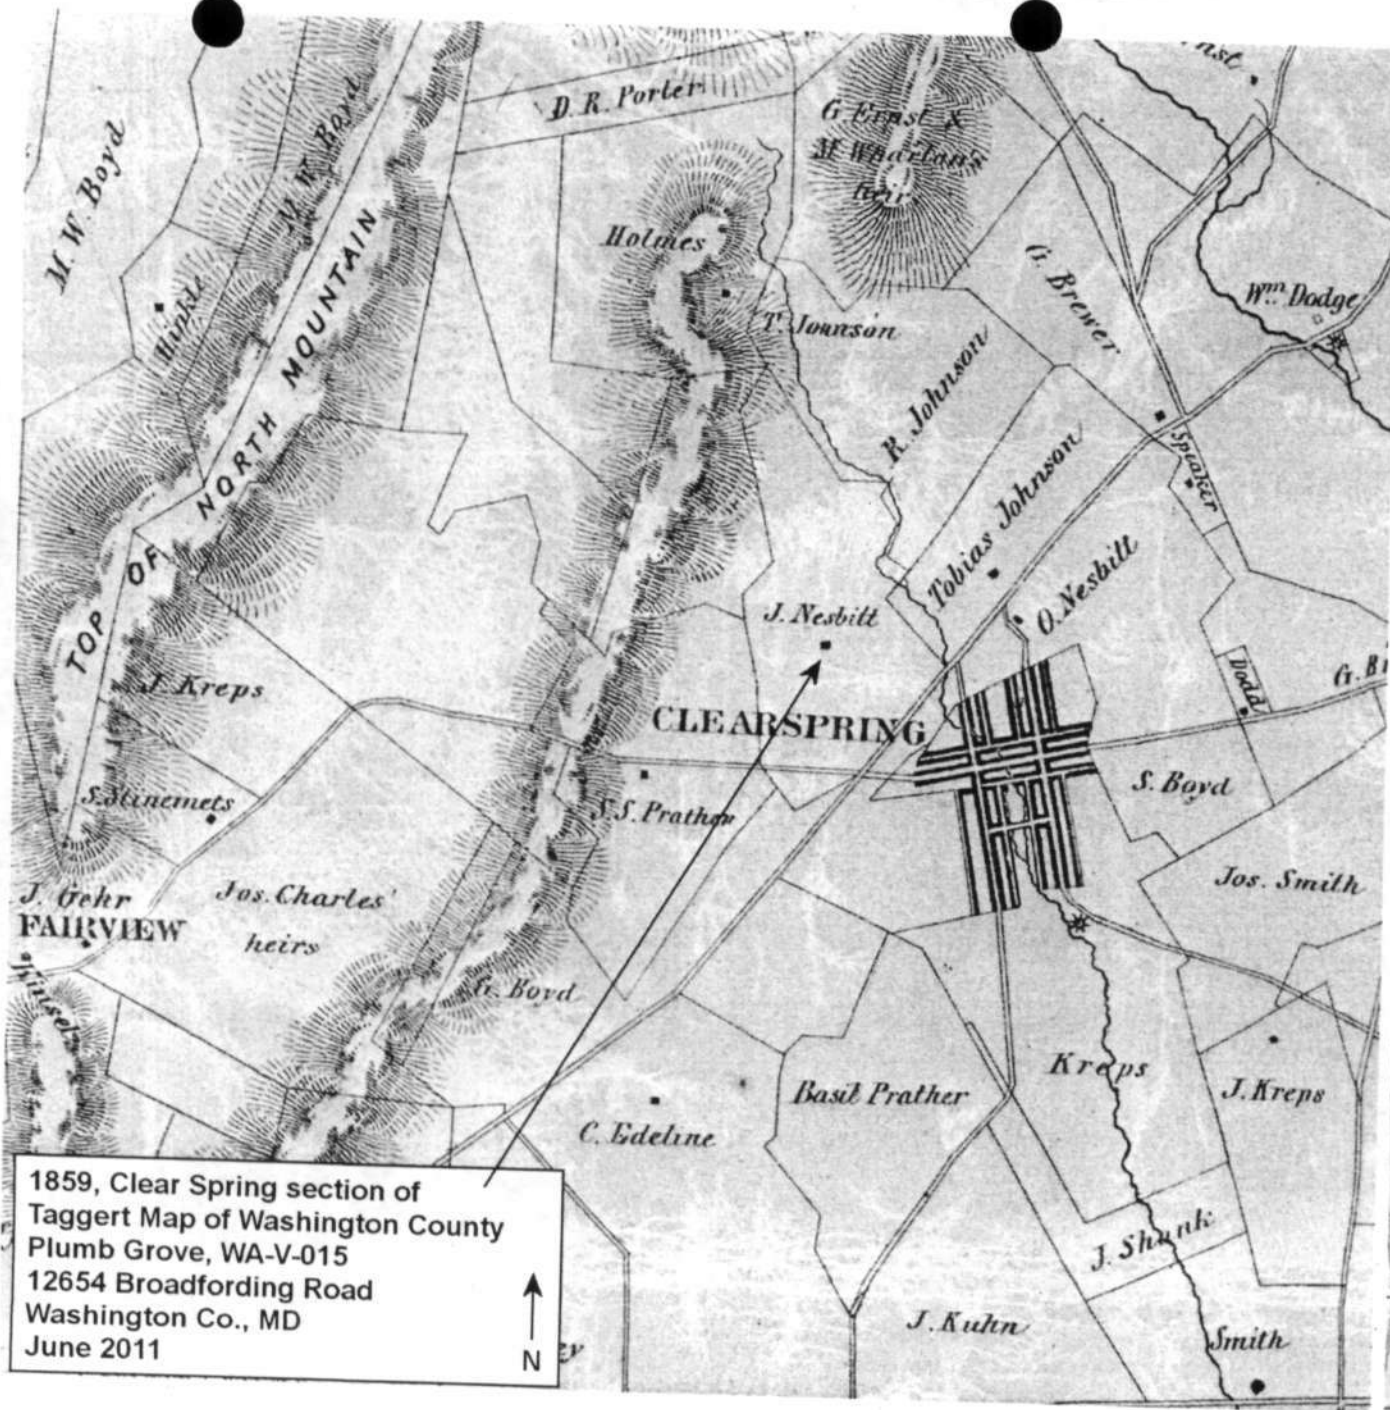 D. R. Porter
G. Ernst &
M Whartan's
heir
M. W. Boyd
M. W. Boyd
Holmes
G. Brewer
Wm. Dodge
Hinkle
T. Johnson
R. Johnson
TOP OF NORTH MOUNTAIN
Speaker
Tobias Johnson
O. Nesbitt
J. Nesbitt
J. Kreps
Dodd
CLEARSPRING
S. Stinemets
S.S. Prather
S. Boyd
J. Gehr
FAIRVIEW
Jos. Charles'
heirs
Jos. Smith
G. Boyd
Kreps
Basil Prather
J. Kreps
C. Edeline
J. Shunk
J. Kuhn
Smith
1859, Clear Spring section of
Taggert Map of Washington County
Plumb Grove, WA-V-015
12654 Broadfording Road
Washington Co., MD
June 2011
N